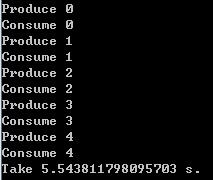 Produce 0
Consume 0
Produce 1
Consume 1
Produce 2
Consume 2
Produce 3
Consume 3
Produce 4
Consume 4
Take 5.543811798095703 s.